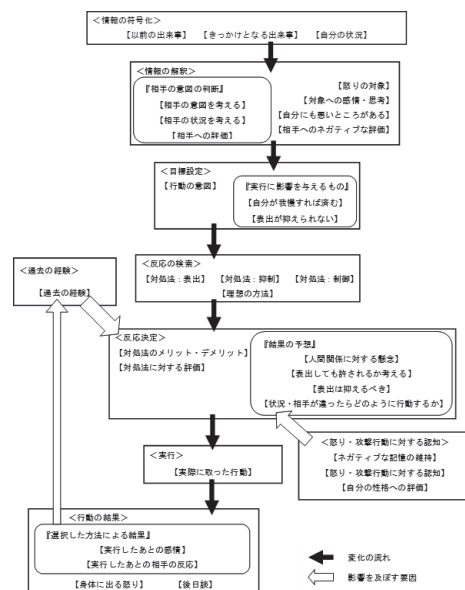 ＜情報の符号化＞
【以前の出来事】　【きっかけとなる出来事】　【自分の状況】
＜情報の解釈＞
『相手の意図の判断』
【相手の意図を考える】
【相手の状況を考える】
【相手への評価】
【怒りの対象】
【対象への感情・思考】
【自分にも悪いところがある】
【相手へのネガティブな評価】
＜目標設定＞
【行動の意図】
『実行に影響を与えるもの』
【自分が我慢すれば済む】
【表出が抑えられない】
＜反応の検索＞
【対処法：表出】　【対処法：抑制】　【対処法：制御】
【理想の方法】
＜過去の経験＞
【過去の経験】
＜反応決定＞
【対処法のメリット・デメリット】
【対処法に対する評価】
『結果の予想』
【人間関係に対する懸念】
【表出しても許されるか考える】
【表出は抑えるべき】
【状況・相手が違ったらどのように行動するか】
＜怒り・攻撃行動に対する認知＞
【ネガティブな記憶の維持】
【怒り・攻撃行動に対する認知】
【自分の性格への評価】
＜実行＞
【実際に取った行動】
＜行動の結果＞
『選択した方法による結果』
【実行したあとの感情】
【実行したあとの相手の反応】
【身体に出る怒り】　【後日談】
変化の流れ
影響を及ぼす要因